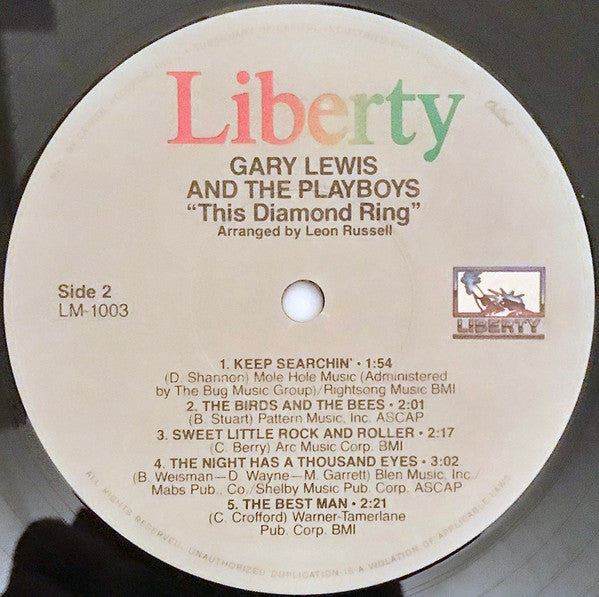 Liberty
GARY LEWIS
AND THE PLAYBOYS
“This Diamond Ring”
Arranged by Leon Russell
Side 2
LM-1003
LIBERTY
1. KEEP SEARCHIN' • 1:54
(D. Shannon) Mole Hole Music (Administered
by The Bug Music Group)/Rightsong Music BMI
2. THE BIRDS AND THE BEES • 2:01
(B. Stuart) Pattern Music, Inc. ASCAP
3. SWEET LITTLE ROCK AND ROLLER • 2:17
(C. Berry) Arc Music Corp. BMI
4. THE NIGHT HAS A THOUSAND EYES • 3:02
(B. Weisman—D. Wayne—M. Garrett) Blen Music, Inc./
Mabs Pub., Co./Shelby Music Pub. Corp. ASCAP
5. THE BEST MAN • 2:21
(C. Crofford) Warner-Tamerlane
Pub. Corp. BMI
ALL RIGHTS RESERVED. UNAUTHORIZED DUPLICATION IS A VIOLATION OF APPLICABLE LAWS